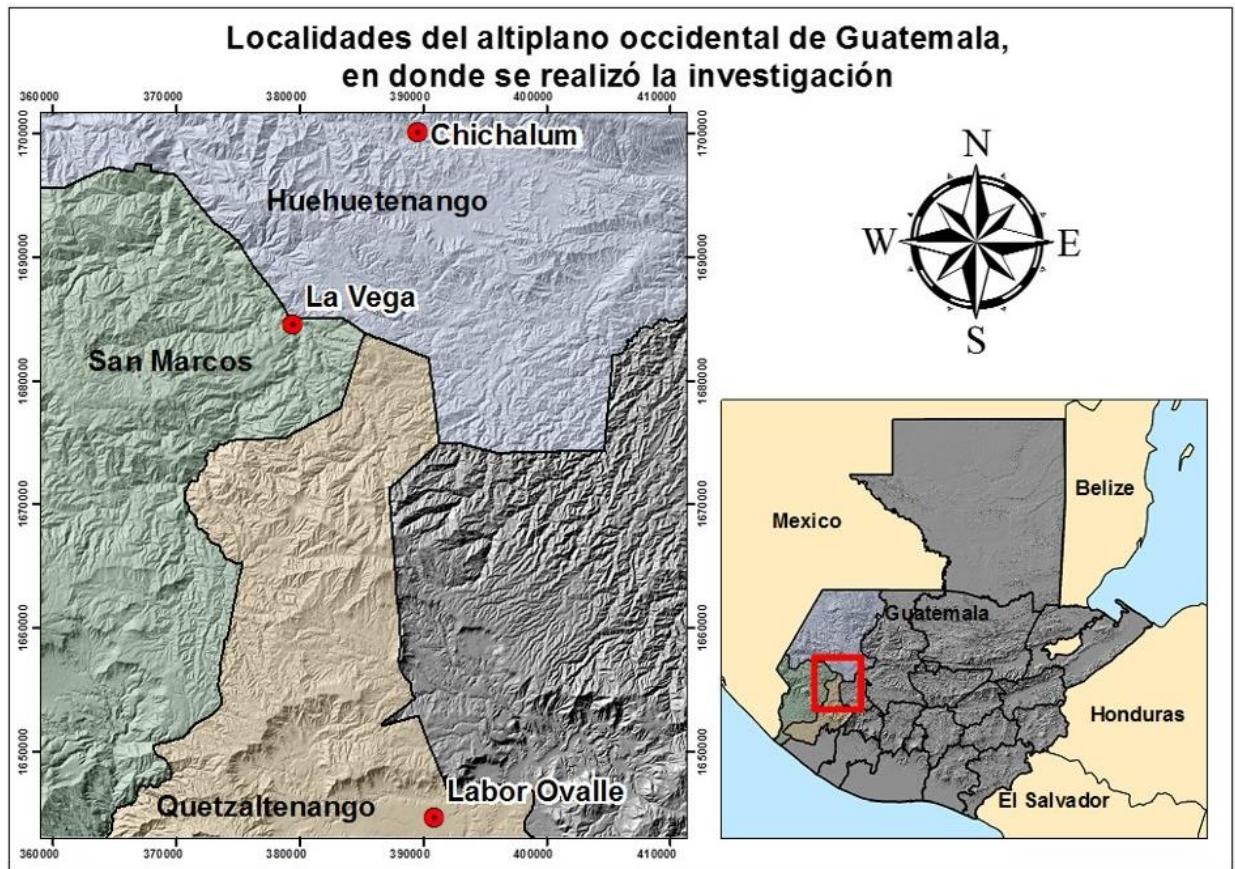 Localidades del altiplano occidental de Guatemala,
en donde se realizó la investigación
360000 370000 380000 390000 400000 410000
1700000
1690000
1680000
1670000
1660000
1650000
Chichalum
Huehuetenango
La Vega
San Marcos
Quetzaltenango
Labor Ovalle
1700000
1690000
1680000
1670000
1660000
1650000
360000 370000 380000 390000 400000 410000
N
W E
S
Belize
Mexico
Guatemala
Honduras
El Salvador